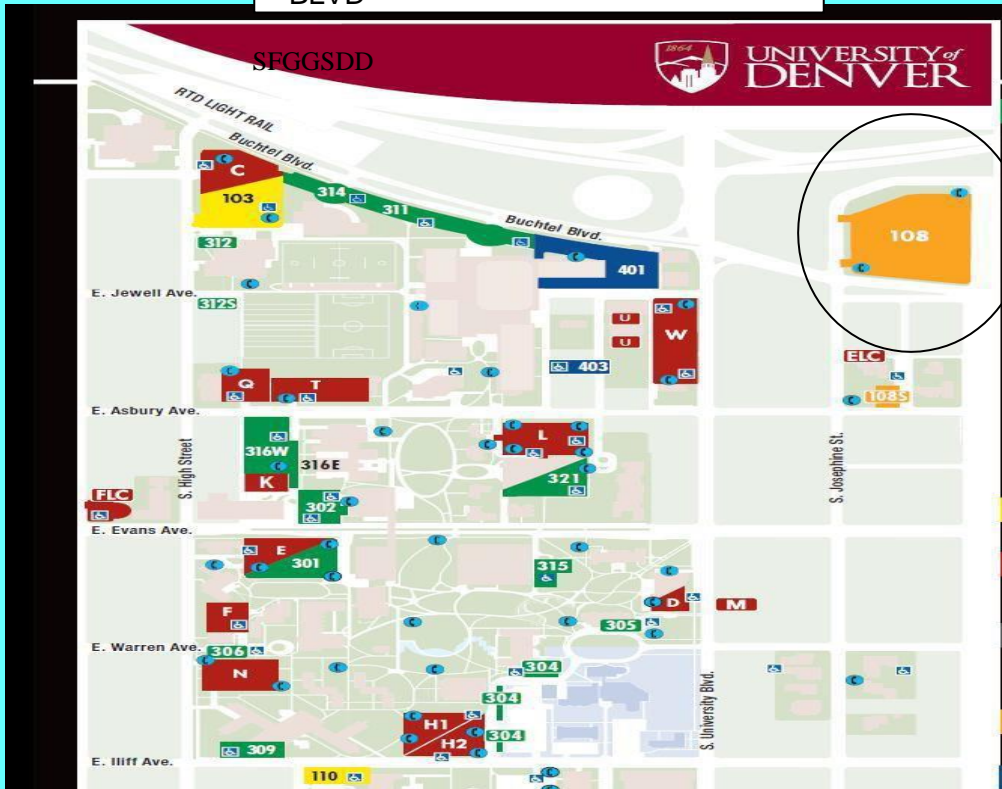 BLVD
SFGGSDD
1864
UNIVERSITY of
DENVER
RTD LIGHT RAIL
Buchtel Blvd.
C
103
314
311
Buchtel Blvd.
108
312
401
E. Jewell Ave.
312S
U
W
U
ELC
403
Q
T
108S
E. Asbury Ave.
L
316W
316E
S. High Street
S. Josephine St.
K
321
FLC
302
E. Evans Ave.
E
301
315
D
M
F
305
E. Warren Ave.
306
304
N
304
S. University Blvd.
H1
304
H2
309
E. Iliff Ave.
110